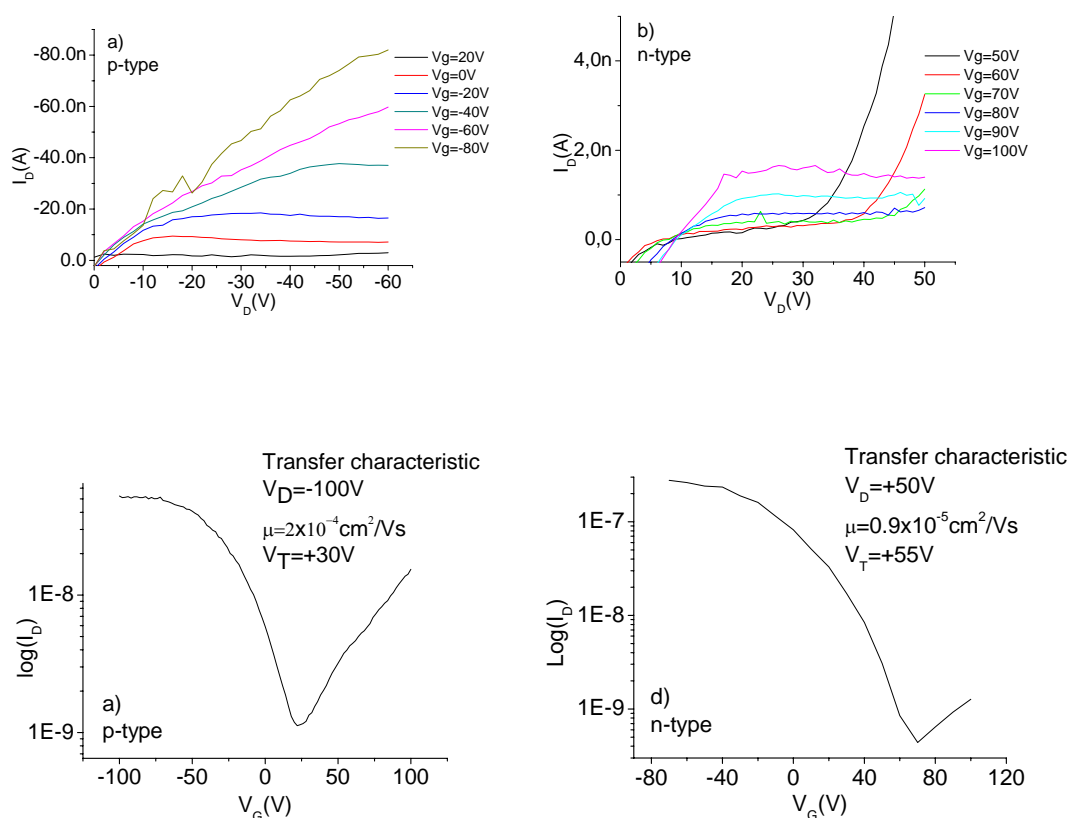 a)
p-type
-80.0n
-60.0n
-40.0n
-20.0n
0.0
I_D(A)
0 -10 -20 -30 -40 -50 -60
V_D(V)
Vg=20V
Vg=0V
Vg=-20V
Vg=-40V
Vg=-60V
Vg=-80V
b)
n-type
4,0n
2,0n
0,0
I_D(A)
0 10 20 30 40 50
V_D(V)
Vg=50V
Vg=60V
Vg=70V
Vg=80V
Vg=90V
Vg=100V
Transfer characteristic
V_D=-100V
μ=2x10^-4cm^2/Vs
V_T=+30V
1E-8
1E-9
log(I_D)
a)
p-type
-100 -50 0 50 100
V_G(V)
Transfer characteristic
V_D=+50V
μ=0.9x10^-5cm^2/Vs
V_T=+55V
1E-7
1E-8
1E-9
Log(I_D)
d)
n-type
-80 -40 0 40 80 120
V_G(V)